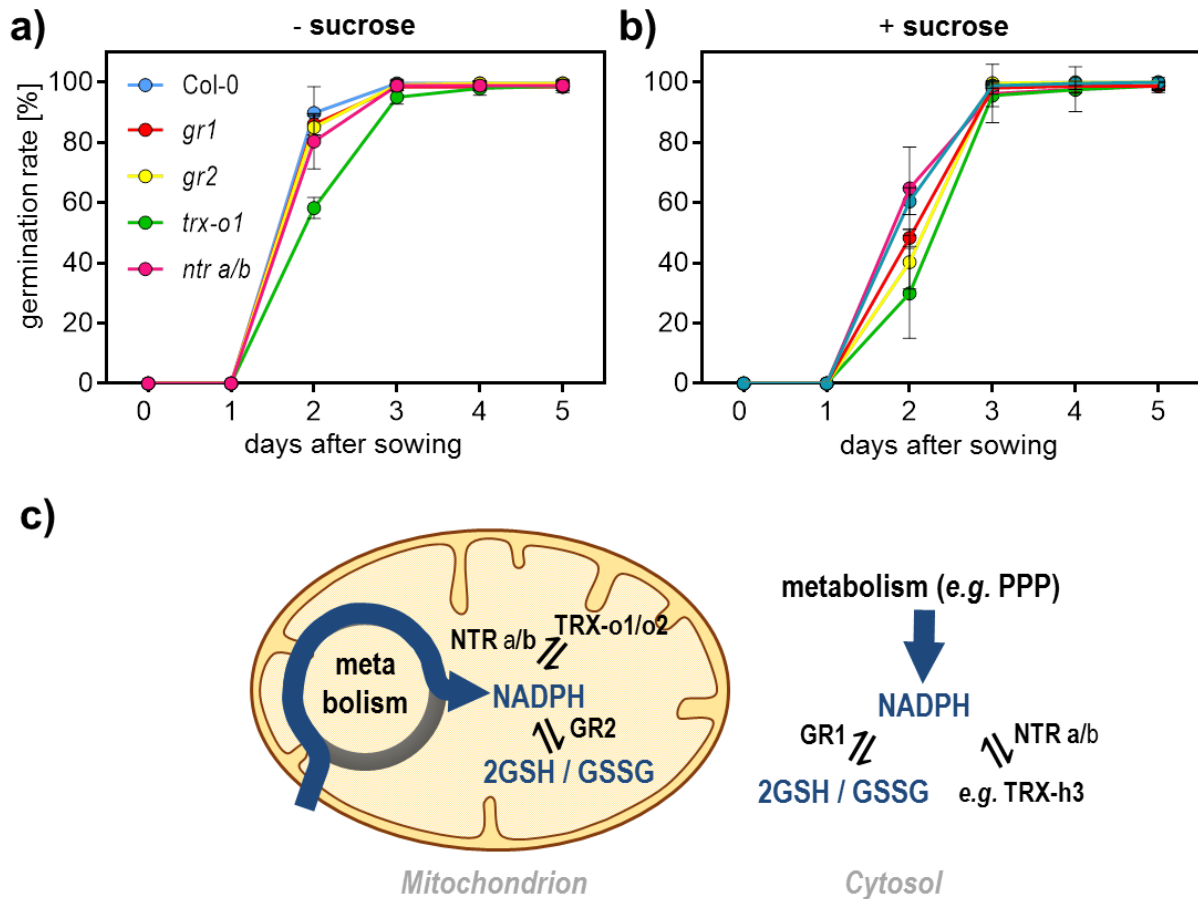 a)
- sucrose
germination rate [%]
100
80
60
40
20
0
Col-0
gr1
gr2
trx-o1
ntr a/b
0 1 2 3 4 5
days after sowing
b)
+ sucrose
100
80
60
40
20
0
0 1 2 3 4 5
days after sowing
c)
meta
bolism
NTR a/b
TRX-o1/o2
NADPH
GR2
2GSH / GSSG
Mitochondrion
metabolism (e.g. PPP)
NADPH
GR1
NTR a/b
2GSH / GSSG
e.g. TRX-h3
Cytosol